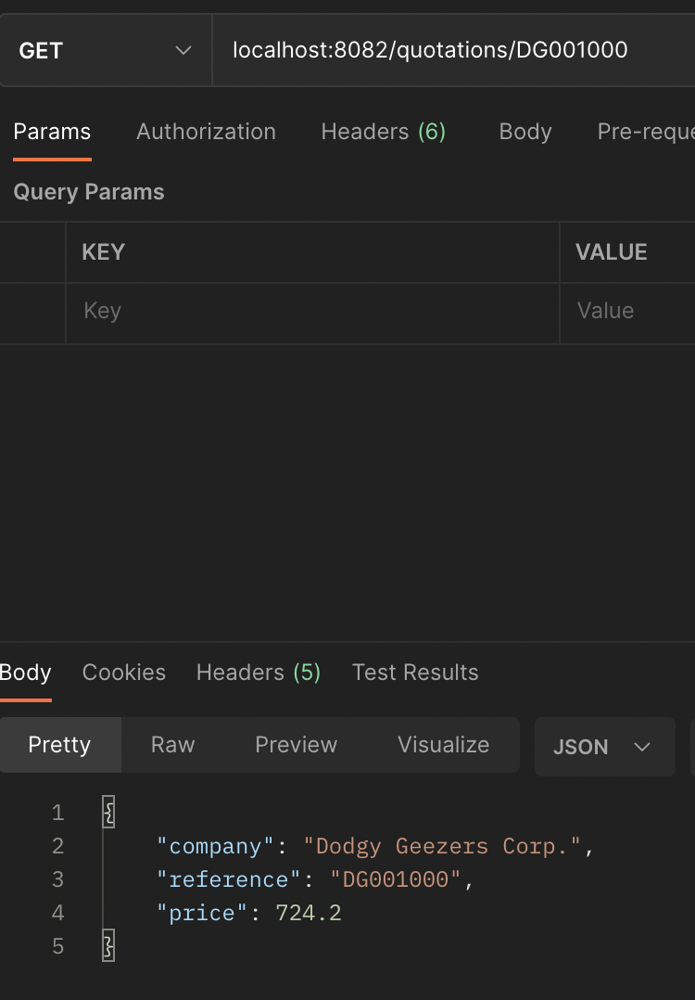 GET localhost:8082/quotations/DG001000
Params Authorization Headers (6) Body Pre-reque
Query Params
KEY VALUE
Key Value
Body Cookies Headers (5) Test Results
Pretty Raw Preview Visualize JSON
1 {
2 "company": "Dodgy Geezers Corp.",
3 "reference": "DG001000",
4 "price": 724.2
5 }